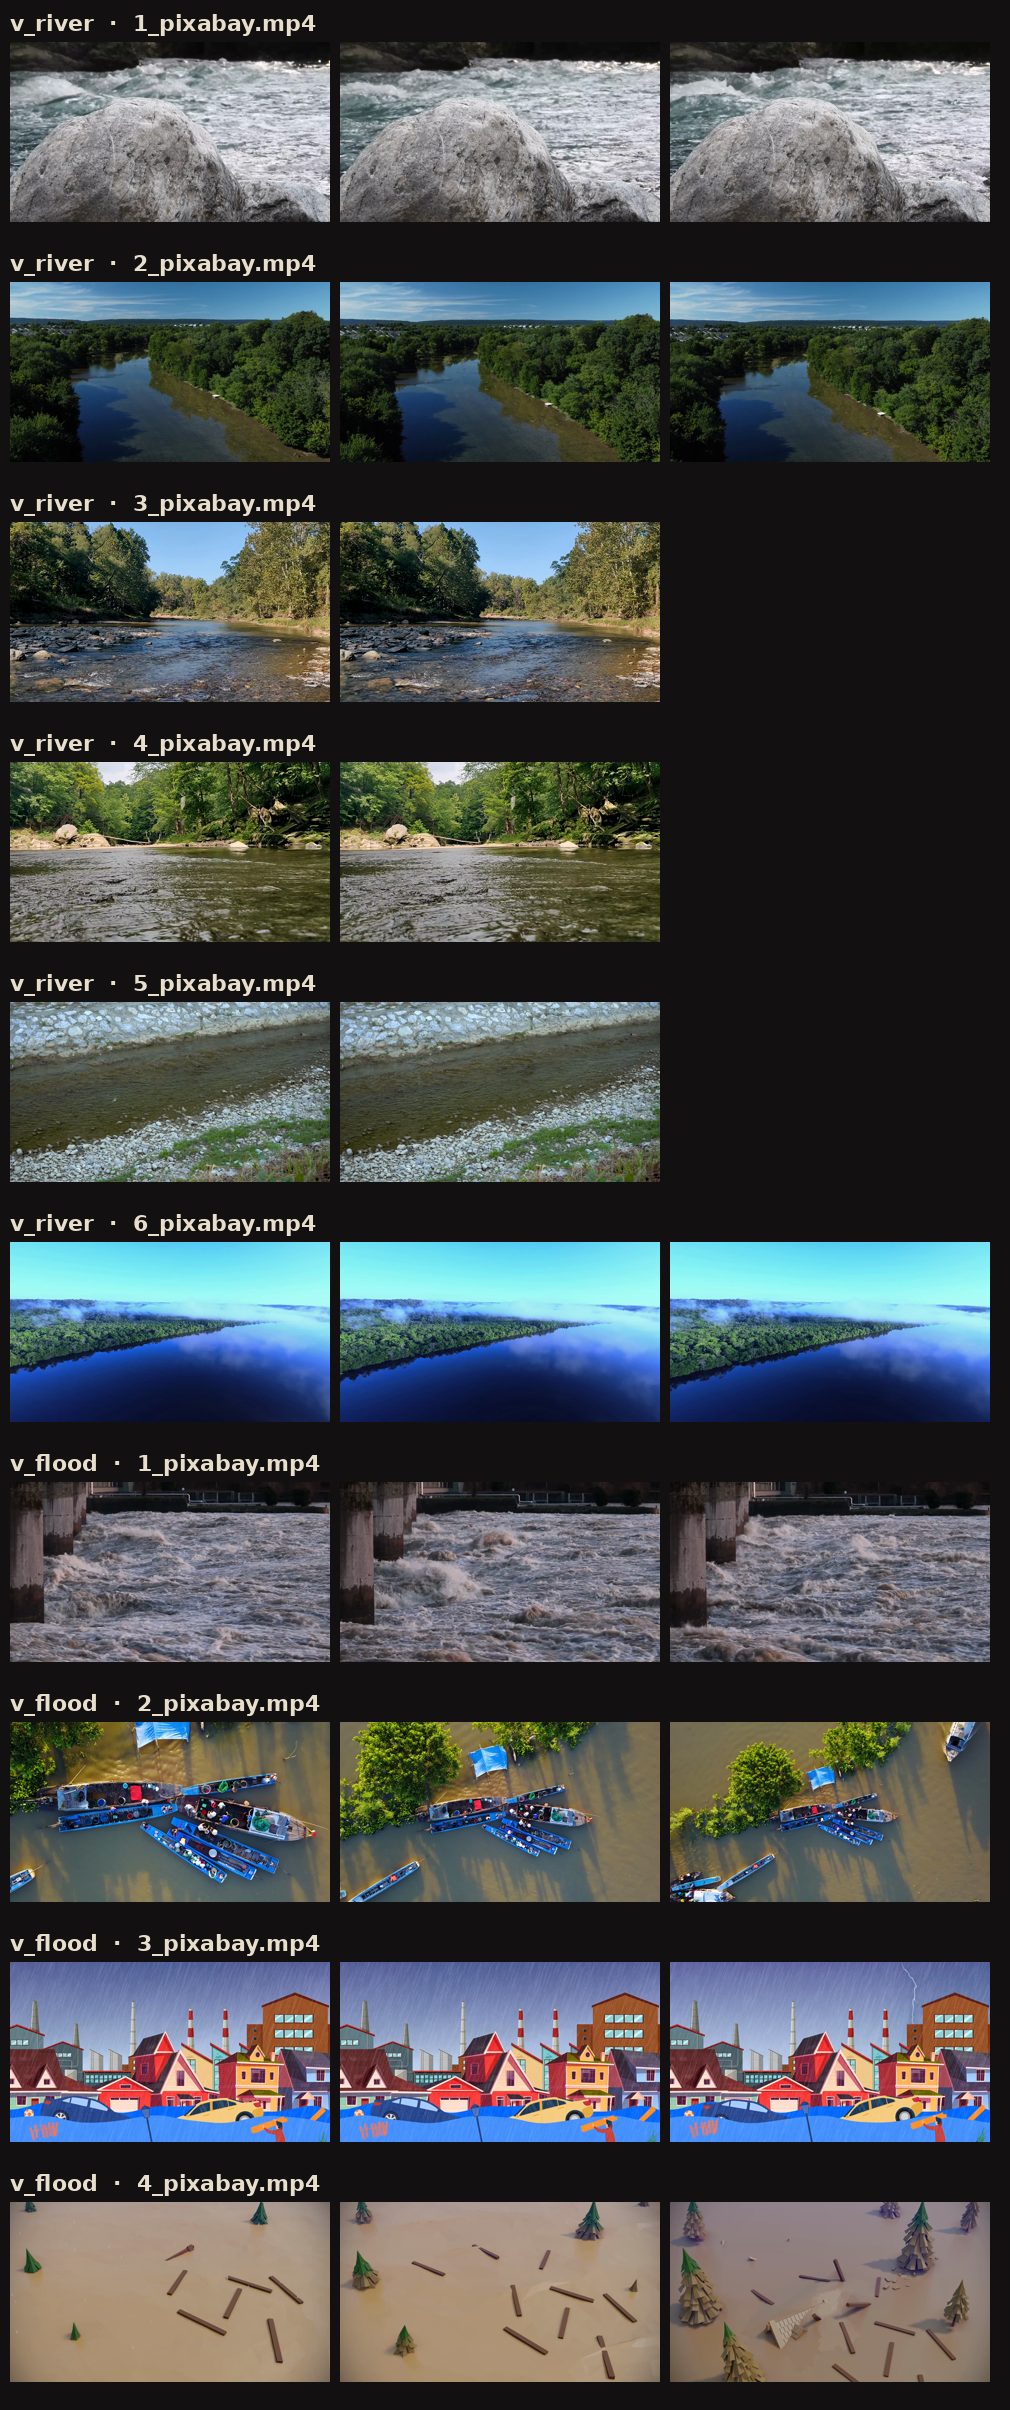 v_river · 1_pixabay.mp4
v_river · 2_pixabay.mp4
v_river · 3_pixabay.mp4
v_river · 4_pixabay.mp4
v_river · 5_pixabay.mp4
v_river · 6_pixabay.mp4
v_flood · 1_pixabay.mp4
v_flood · 2_pixabay.mp4
v_flood · 3_pixabay.mp4
v_flood · 4_pixabay.mp4